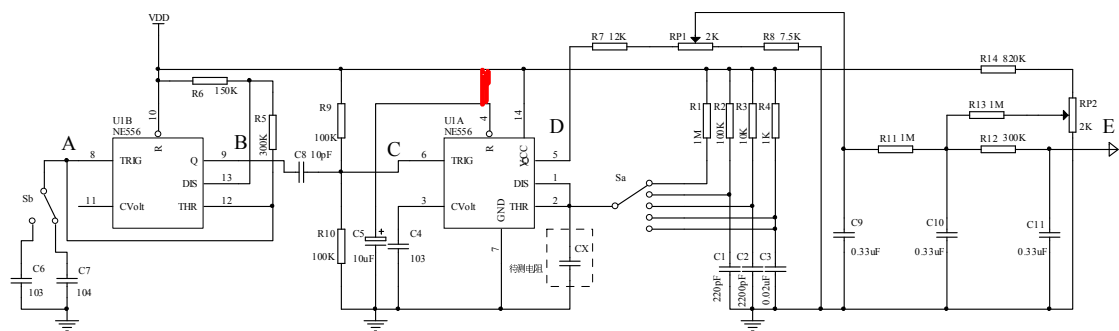 VDD
R7 12K
RP1
2K
R8 7.5K
R14 820K
R6
150K
R5
300K
R9
100K
U1B
NE556
10
R
A
B
8
TRIG
Q
9
DIS
13
11
CVolt
THR
12
C8 10pF
Sb
C6
103
C7
104
U1A
NE556
4
R
14
VCC
D
C
6
TRIG
Q
5
DIS
1
3
CVolt
GND
THR
2
7
R10
100K
C5
+
10uF
C4
103
CX
待测电阻
Sa
R1
1M
R2
100K
R3
10K
R4
1K
C1
220pF
C2
2200pF
C3
0.02uF
R13 1M
RP2
2K
R11 1M
R12 300K
E
C9
0.33uF
C10
0.33uF
C11
0.33uF